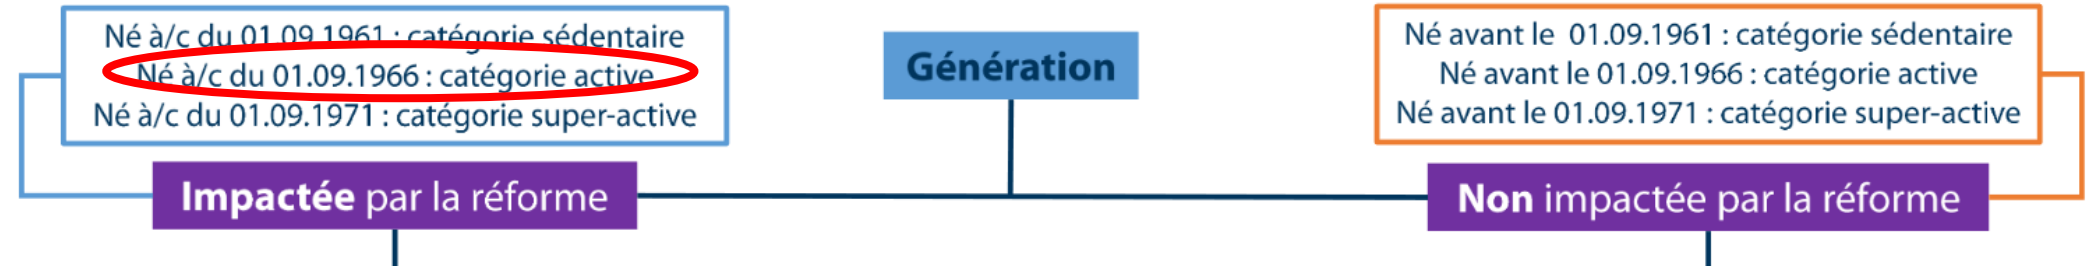 Né à/c du 01.09.1961 : catégorie sédentaire
Né à/c du 01.09.1966 : catégorie active
Né à/c du 01.09.1971 : catégorie super-active
Génération
Né avant le 01.09.1961 : catégorie sédentaire
Né avant le 01.09.1966 : catégorie active
Né avant le 01.09.1971 : catégorie super-active
Impactée par la réforme
Non impactée par la réforme